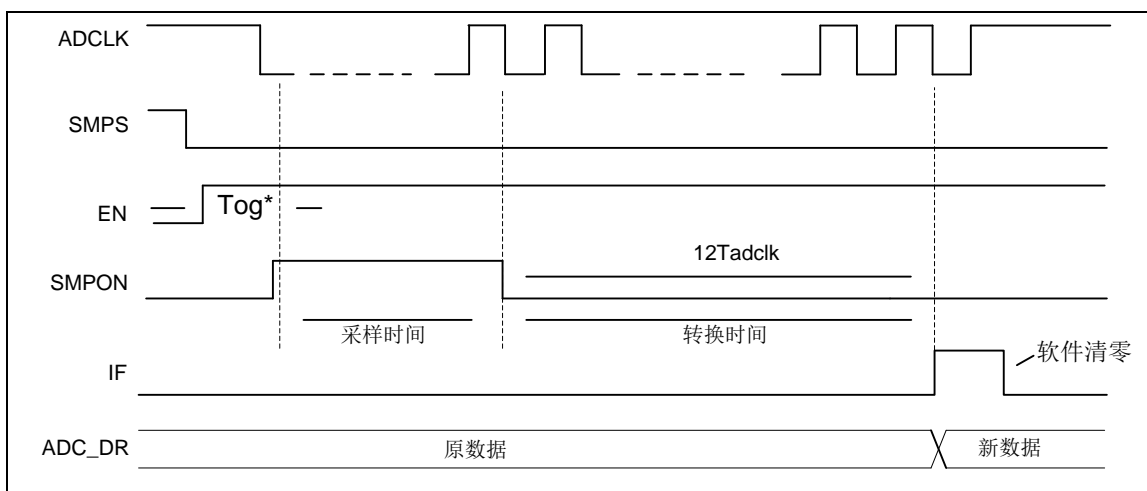 ADCLK
SMPS
EN
Tog*
12Tadclk
SMPON
采样时间
转换时间
软件清零
IF
ADC_DR
原数据
新数据